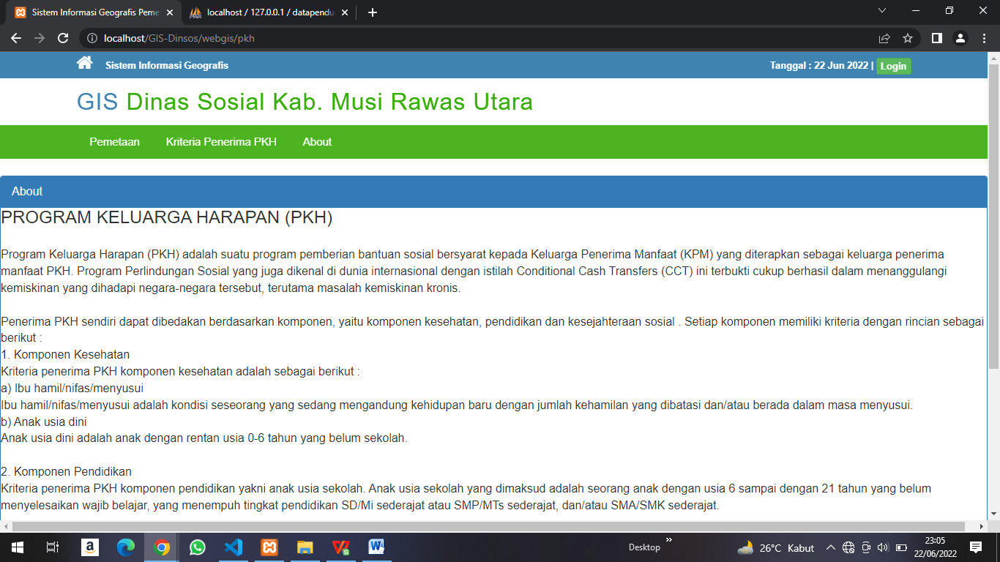 Sistem Informasi Geografis Peme
localhost / 127.0.0.1 / datapendu
localhost/GIS-Dinsos/webgis/pkh
Sistem Informasi Geografis
Tanggal : 22 Jun 2022 | Login
GIS Dinas Sosial Kab. Musi Rawas Utara
Pemetaan Kriteria Penerima PKH About
About
PROGRAM KELUARGA HARAPAN (PKH)
Program Keluarga Harapan (PKH) adalah suatu program pemberian bantuan sosial bersyarat kepada Keluarga Penerima Manfaat (KPM) yang diterapkan sebagai keluarga penerima
manfaat PKH. Program Perlindungan Sosial yang juga dikenal di dunia internasional dengan istilah Conditional Cash Transfers (CCT) ini terbukti cukup berhasil dalam menanggulangi
kemiskinan yang dihadapi negara-negara tersebut, terutama masalah kemiskinan kronis.
Penerima PKH sendiri dapat dibedakan berdasarkan komponen, yaitu komponen kesehatan, pendidikan dan kesejahteraan sosial . Setiap komponen memiliki kriteria dengan rincian sebagai
berikut :
1. Komponen Kesehatan
Kriteria penerima PKH komponen kesehatan adalah sebagai berikut :
a) Ibu hamil/nifas/menyusui
Ibu hamil/nifas/menyusui adalah kondisi seseorang yang sedang mengandung kehidupan baru dengan jumlah kehamilan yang dibatasi dan/atau berada dalam masa menyusui.
b) Anak usia dini
Anak usia dini adalah anak dengan rentan usia 0-6 tahun yang belum sekolah.
2. Komponen Pendidikan
Kriteria penerima PKH komponen pendidikan yakni anak usia sekolah. Anak usia sekolah yang dimaksud adalah seorang anak dengan usia 6 sampai dengan 21 tahun yang belum
menyelesaikan wajib belajar, yang menempuh tingkat pendidikan SD/Mi sederajat atau SMP/MTs sederajat, dan/atau SMA/SMK sederajat.
Desktop
26°C Kabut
23:05
22/06/2022